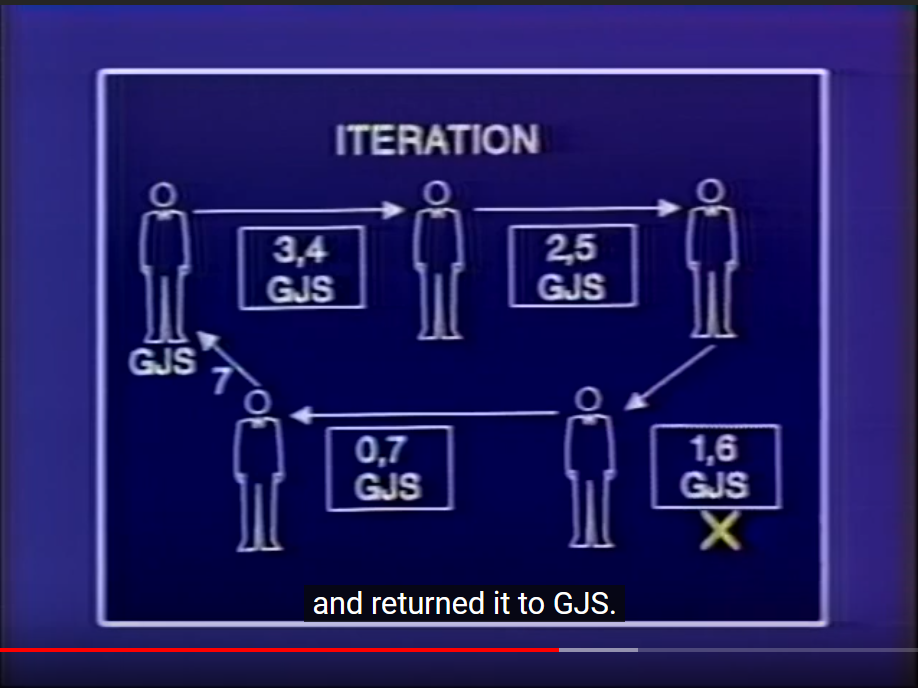 ITERATION
3,4
GJS
2,5
GJS
GJS
7
0,7
GJS
1,6
GJS
X
and returned it to GJS.